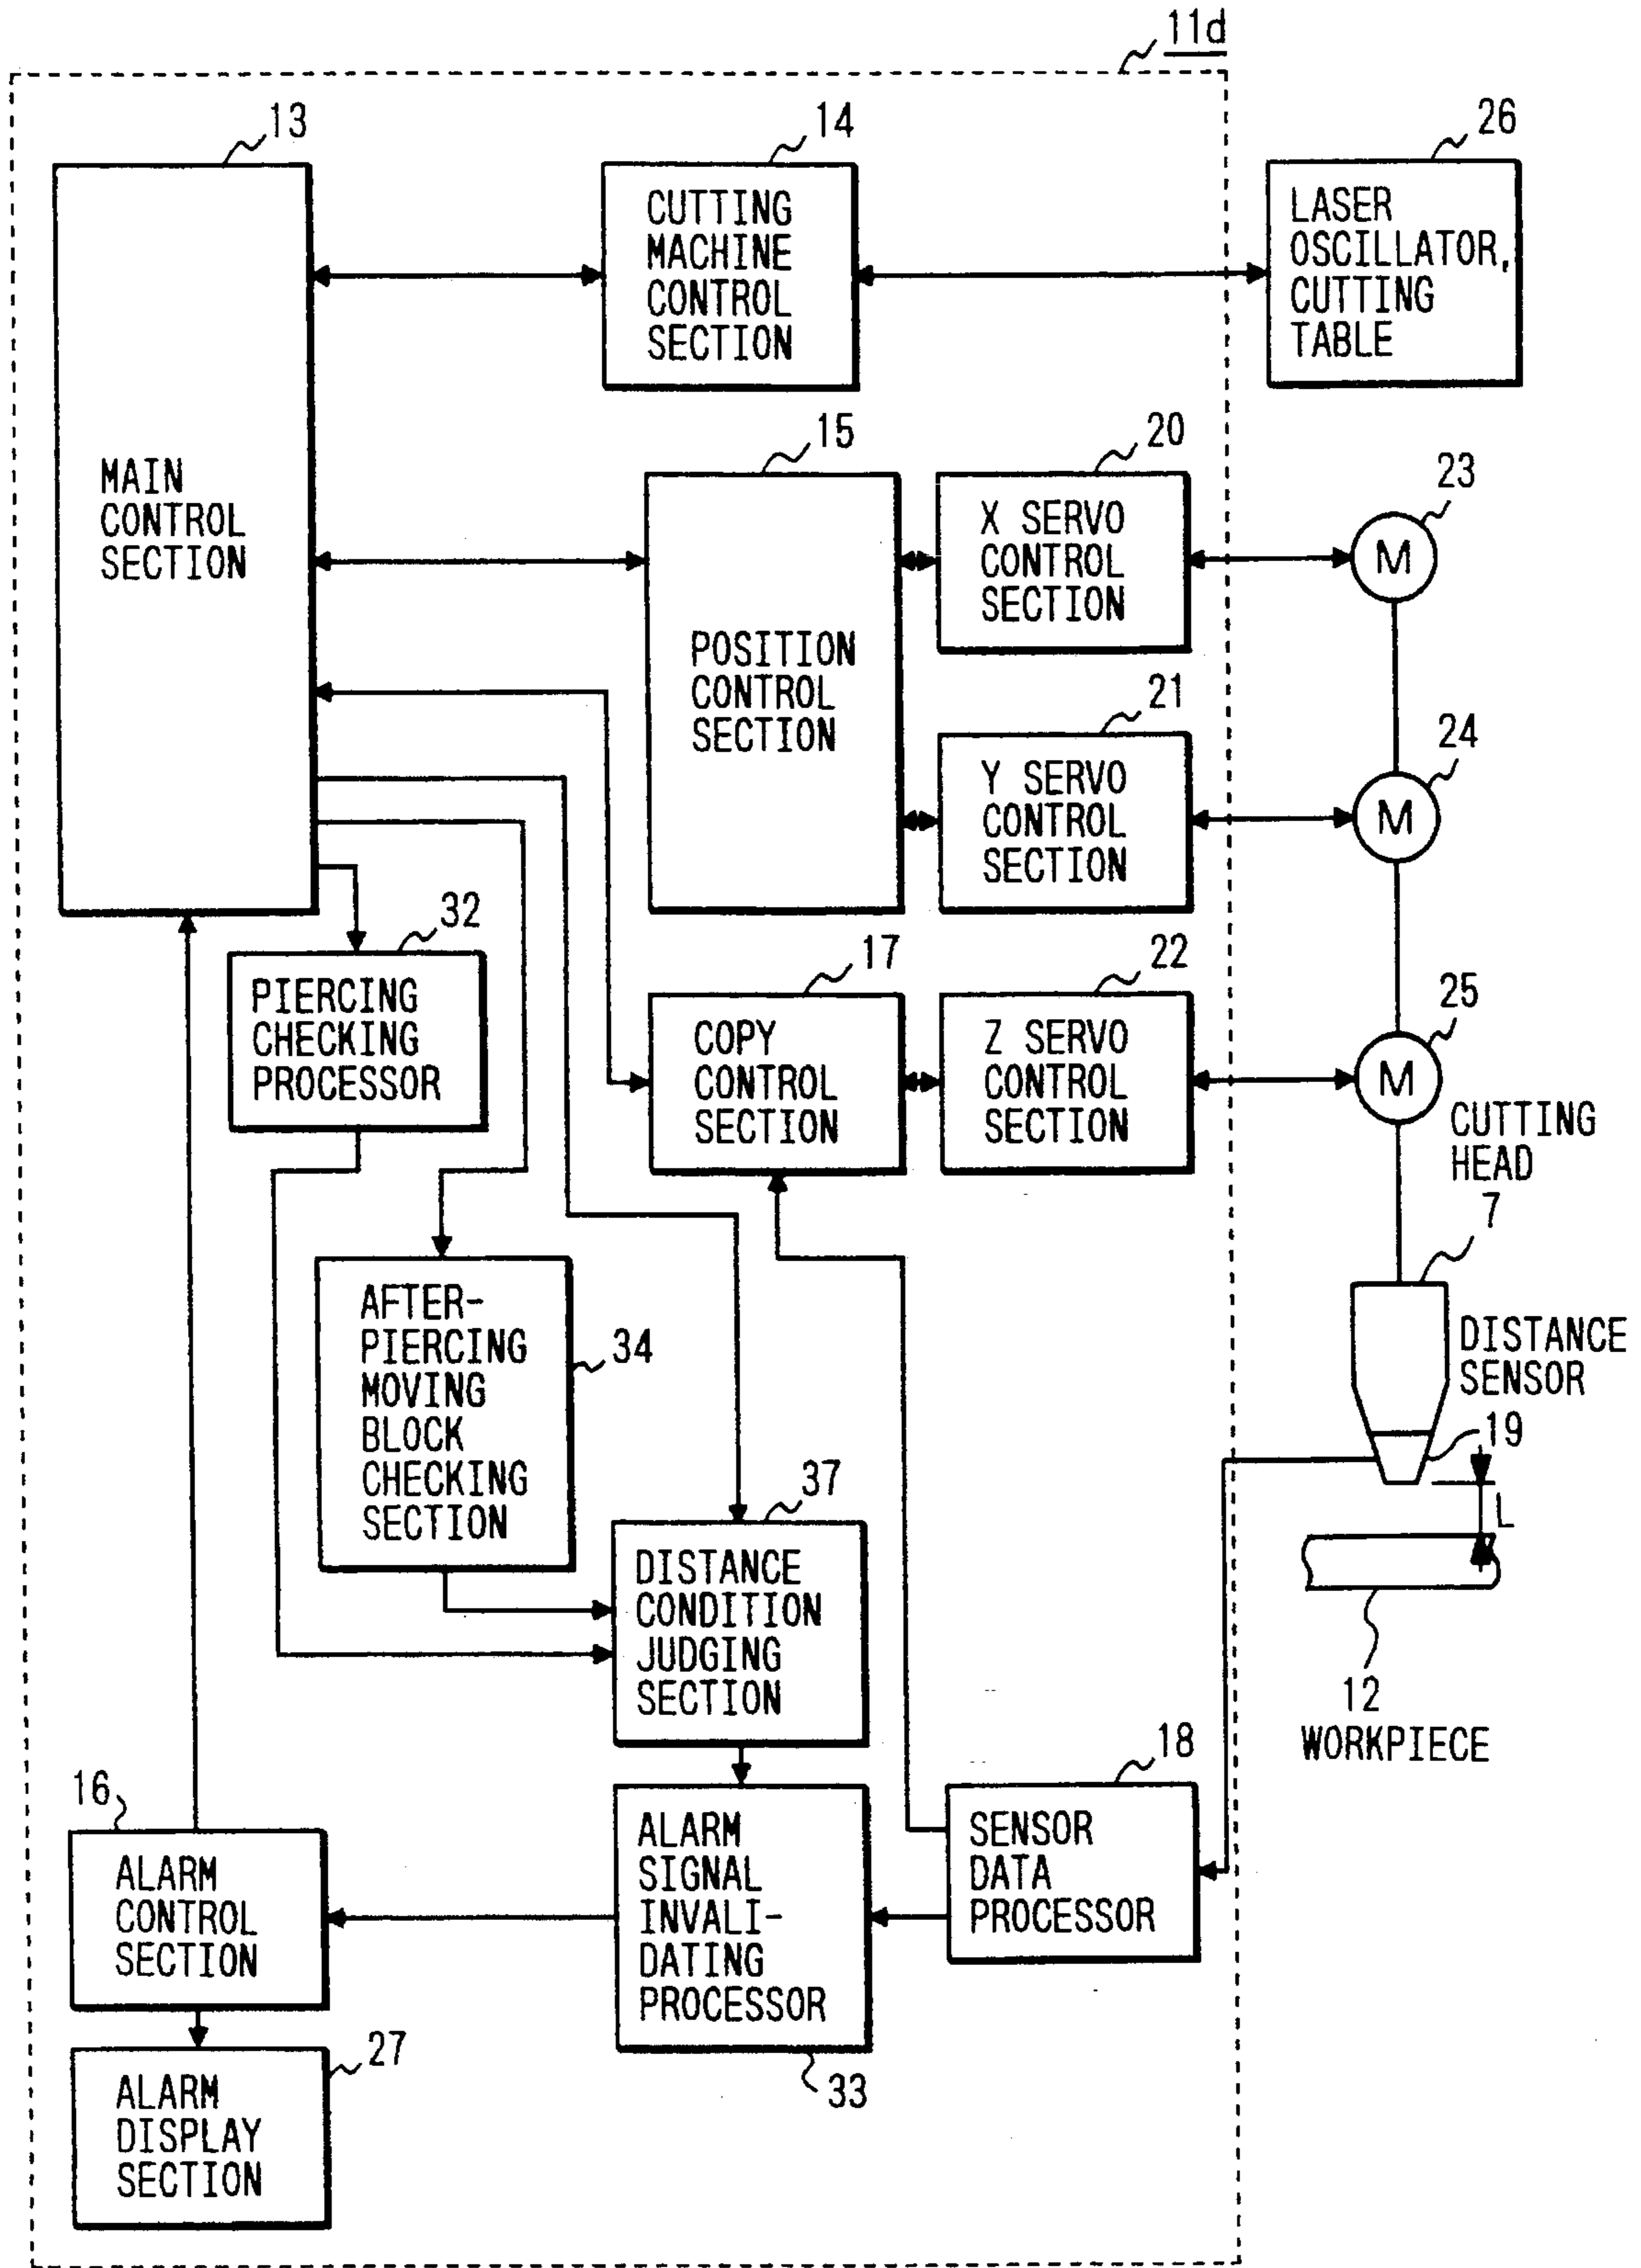 11d
13
MAIN
CONTROL
SECTION
14
CUTTING
MACHINE
CONTROL
SECTION
26
LASER
OSCILLATOR,
CUTTING
TABLE
15
POSITION
CONTROL
SECTION
20
X SERVO
CONTROL
SECTION
23
M
21
Y SERVO
CONTROL
SECTION
24
M
32
PIERCING
CHECKING
PROCESSOR
17
COPY
CONTROL
SECTION
22
Z SERVO
CONTROL
SECTION
25
M
CUTTING
HEAD
7
DISTANCE
SENSOR
19
L
12
WORKPIECE
AFTER-
PIERCING
MOVING
BLOCK
CHECKING
SECTION
34
37
DISTANCE
CONDITION
JUDGING
SECTION
16
ALARM
CONTROL
SECTION
ALARM
SIGNAL
INVALI-
DATING
PROCESSOR
33
18
SENSOR
DATA
PROCESSOR
27
ALARM
DISPLAY
SECTION